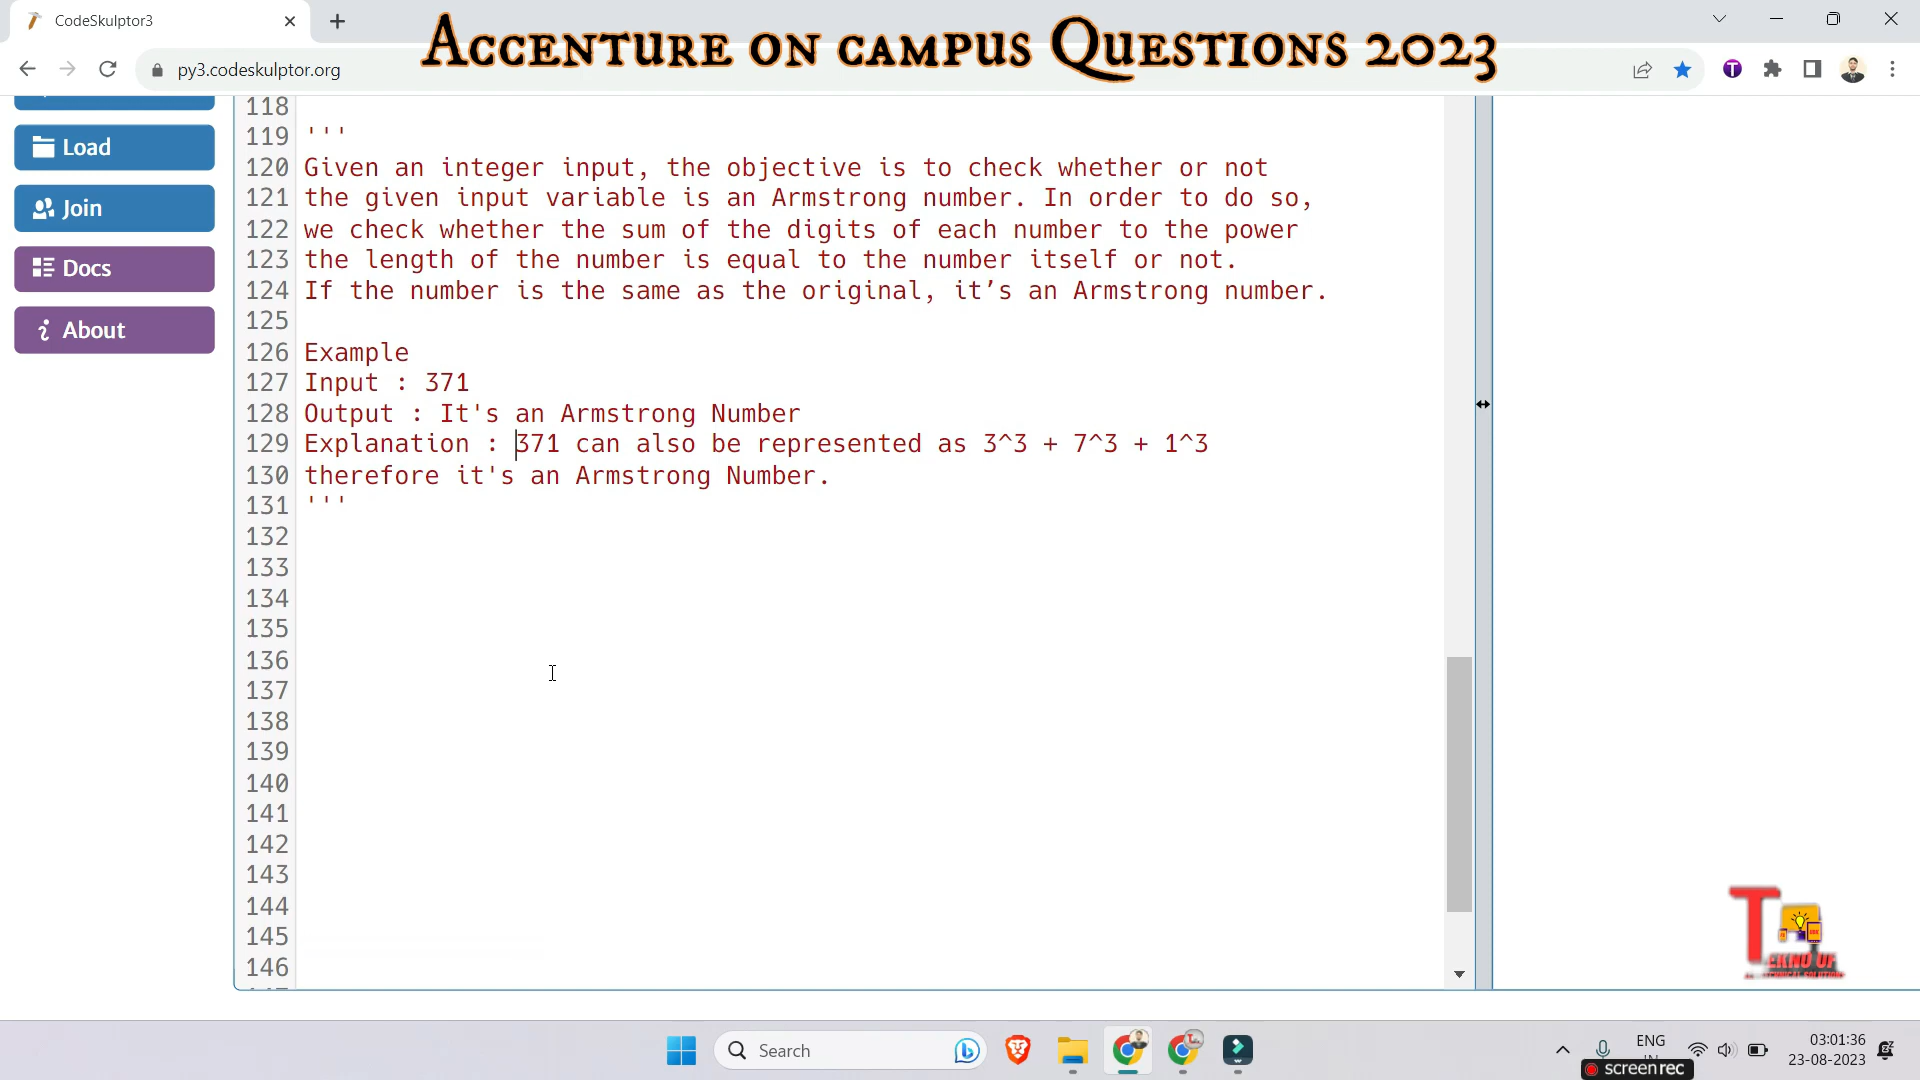 CodeSkulptor3
Accenture on campus Questions 2023
py3.codeskulptor.org
Load
Join
Docs
About
118
119 '''
120 Given an integer input, the objective is to check whether or not
121 the given input variable is an Armstrong number. In order to do so,
122 we check whether the sum of the digits of each number to the power
123 the length of the number is equal to the number itself or not.
124 If the number is the same as the original, it’s an Armstrong number.
125
126 Example
127 Input : 371
128 Output : It's an Armstrong Number
129 Explanation : 371 can also be represented as 3^3 + 7^3 + 1^3
130 therefore it's an Armstrong Number.
131 '''
132
133
134
135
136
137
138
139
140
141
142
143
144
145
146
Search
ENG
03:01:36
23-08-2023
screenrec